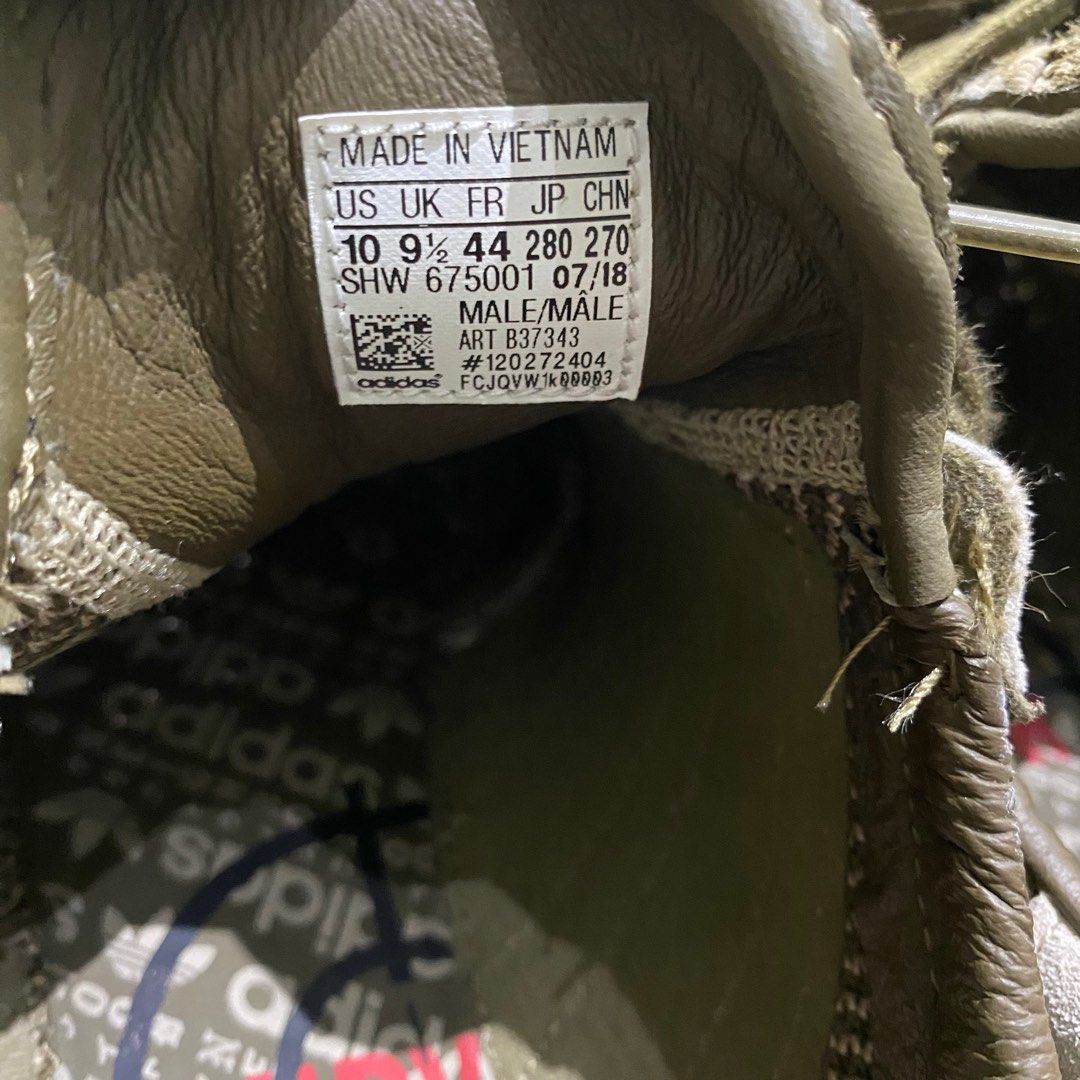 MADE IN VIETNAM
US UK FR JP CHN
10 9½ 44 280 270
SHW 675001 07/18
MALE/MÂLE
ART B37343
#120272404
adidas FCJQVW1k00003
adidas
adidas
adidas